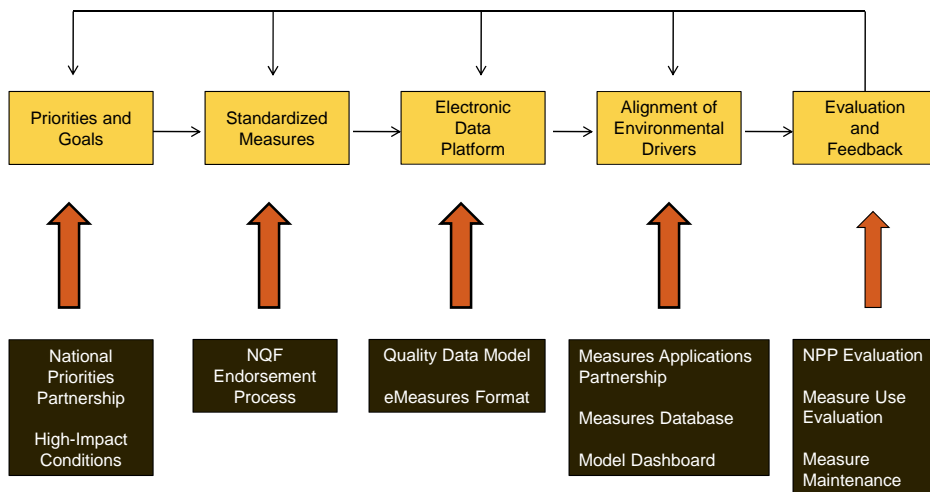 Priorities and
Goals
Standardized
Measures
Electronic
Data
Platform
Alignment of
Environmental
Drivers
Evaluation
and
Feedback
National
Priorities
Partnership
High-Impact
Conditions
NQF
Endorsement
Process
Quality Data Model
eMeasures Format
Measures Applications
Partnership
Measures Database
Model Dashboard
NPP Evaluation
Measure Use
Evaluation
Measure
Maintenance